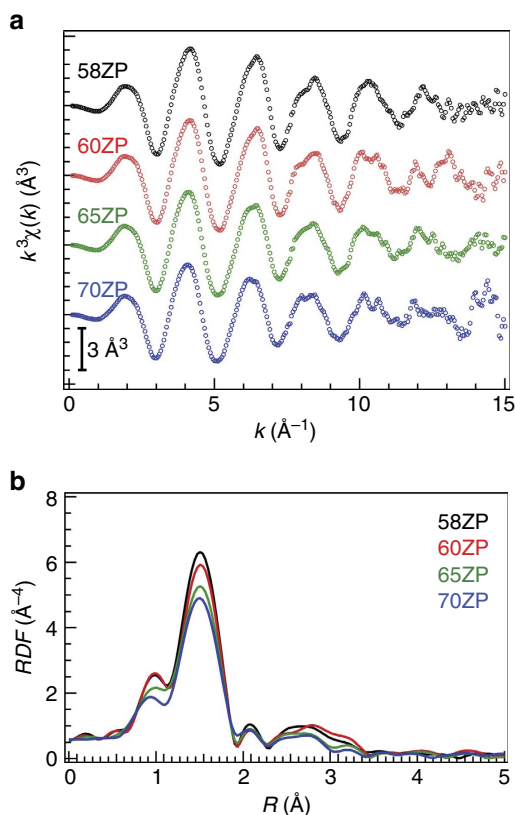 a
58ZP
60ZP
65ZP
70ZP
3 Å³
k³χ(k) (Å³)
0 5 10 15
k (Å⁻¹)
b
8
6
4
2
0
RDF (Å⁻⁴)
58ZP
60ZP
65ZP
70ZP
0 1 2 3 4 5
R (Å)